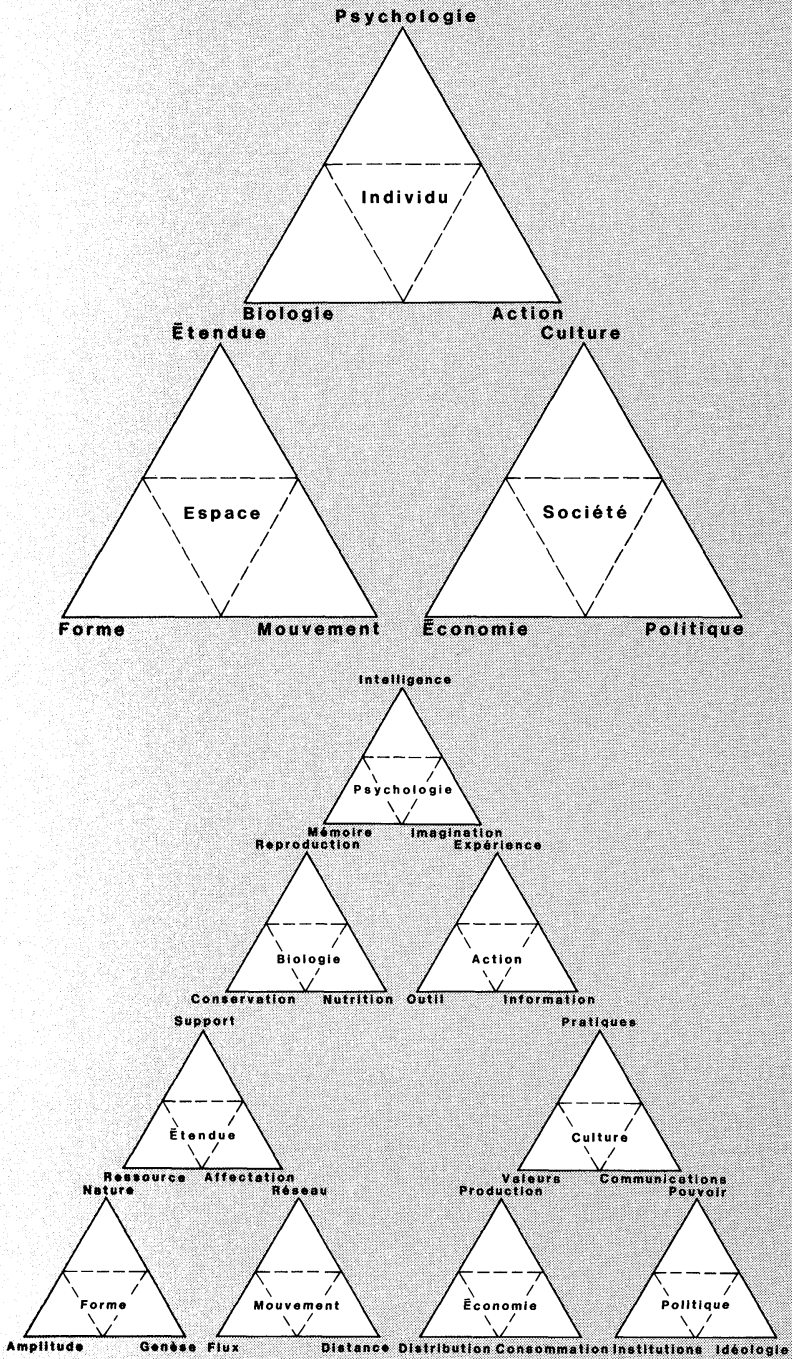 Psychologie
Individu
Biologie Action
Étendue Culture
Espace Société
Forme Mouvement Économie Politique
Intelligence
Psychologie
Mémoire Imagination
Reproduction Expérience
Biologie Action
Conservation Nutrition Outil Information
Support Pratiques
Étendue Culture
Ressource Affectation Valeurs Communications
Nature Réseau Production Pouvoir
Forme Mouvement Économie Politique
Amplitude Genèse Flux Distance Distribution Consommation Institutions Idéologie